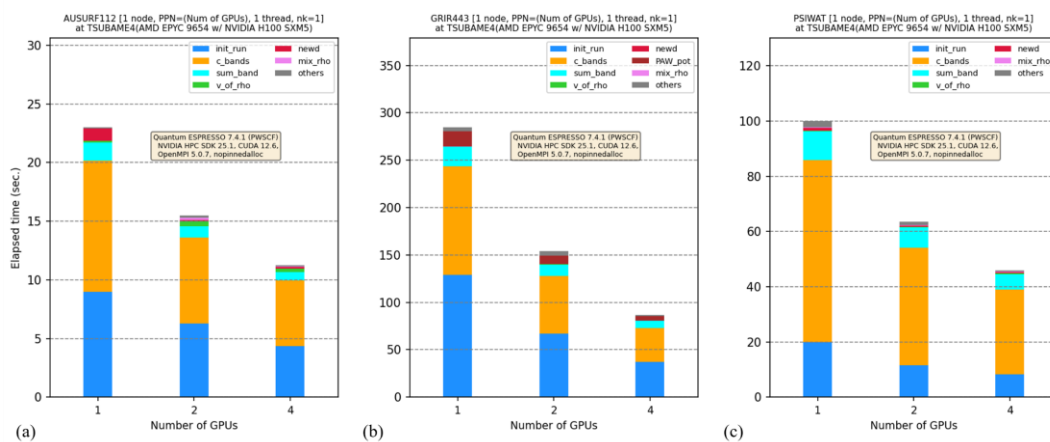 AUSURF112 [1 node, PPN=(Num of GPUs), 1 thread, nk=1]
at TSUBAME4(AMD EPYC 9654 w/ NVIDIA H100 SXM5)
30
25
20
15
10
5
0
Elapsed time (sec.)
init_run
c_bands
sum_band
v_of_rho
newd
mix_rho
others
Quantum ESPRESSO 7.4.1 (PWSCF)
NVIDIA HPC SDK 25.1, CUDA 12.6,
OpenMPI 5.0.7, nopinnedalloc
1
2
4
Number of GPUs
(a)
GRIR443 [1 node, PPN=(Num of GPUs), 1 thread, nk=1]
at TSUBAME4(AMD EPYC 9654 w/ NVIDIA H100 SXM5)
350
300
250
200
150
100
50
0
init_run
c_bands
sum_band
v_of_rho
newd
PAW_pot
mix_rho
others
Quantum ESPRESSO 7.4.1 (PWSCF)
NVIDIA HPC SDK 25.1, CUDA 12.6,
OpenMPI 5.0.7, nopinnedalloc
1
2
4
Number of GPUs
(b)
PSIWAT [1 node, PPN=(Num of GPUs), 1 thread, nk=1]
at TSUBAME4(AMD EPYC 9654 w/ NVIDIA H100 SXM5)
120
100
80
60
40
20
0
init_run
c_bands
sum_band
v_of_rho
newd
mix_rho
others
Quantum ESPRESSO 7.4.1 (PWSCF)
NVIDIA HPC SDK 25.1, CUDA 12.6,
OpenMPI 5.0.7, nopinnedalloc
1
2
4
Number of GPUs
(c)